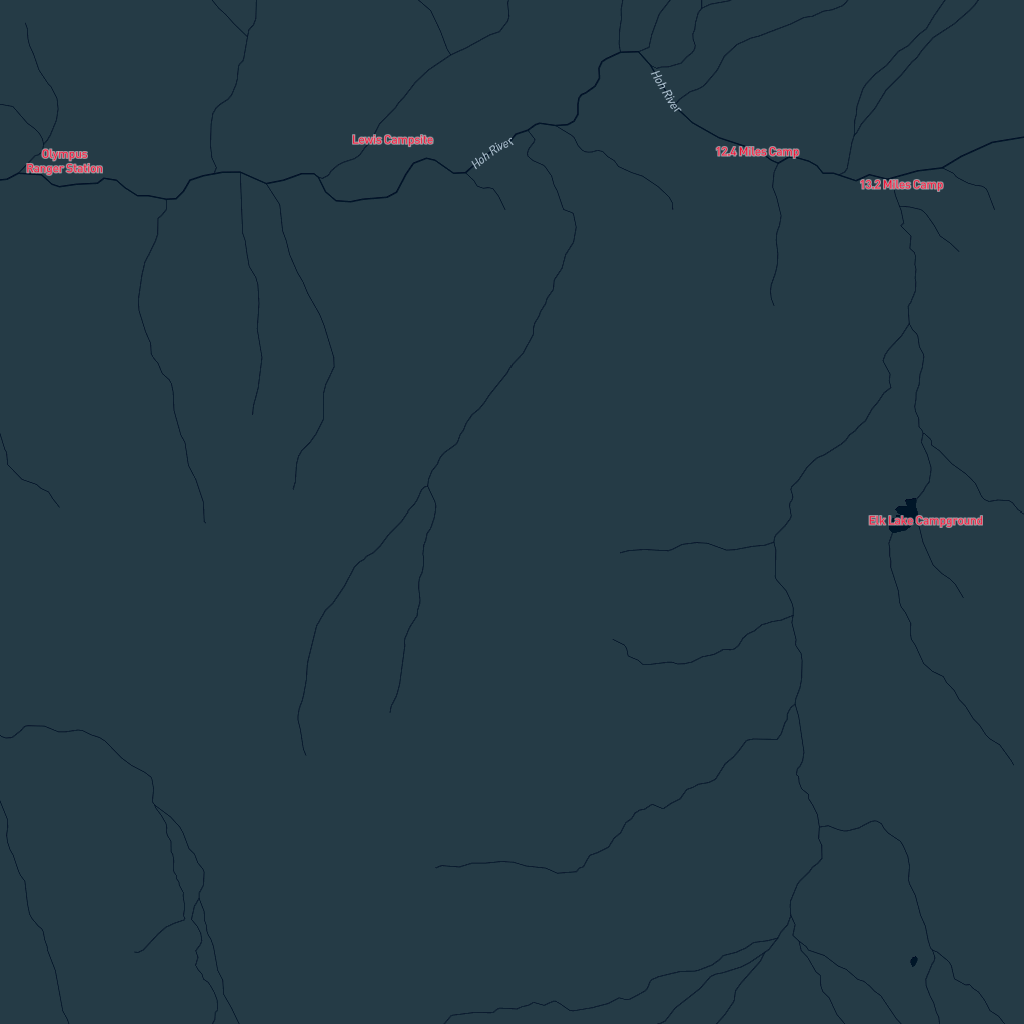 Hoh River
Lewis Campsite
Hoh River
Olympus
Ranger Station
12.4 Miles Camp
13.2 Miles Camp
Elk Lake Campground